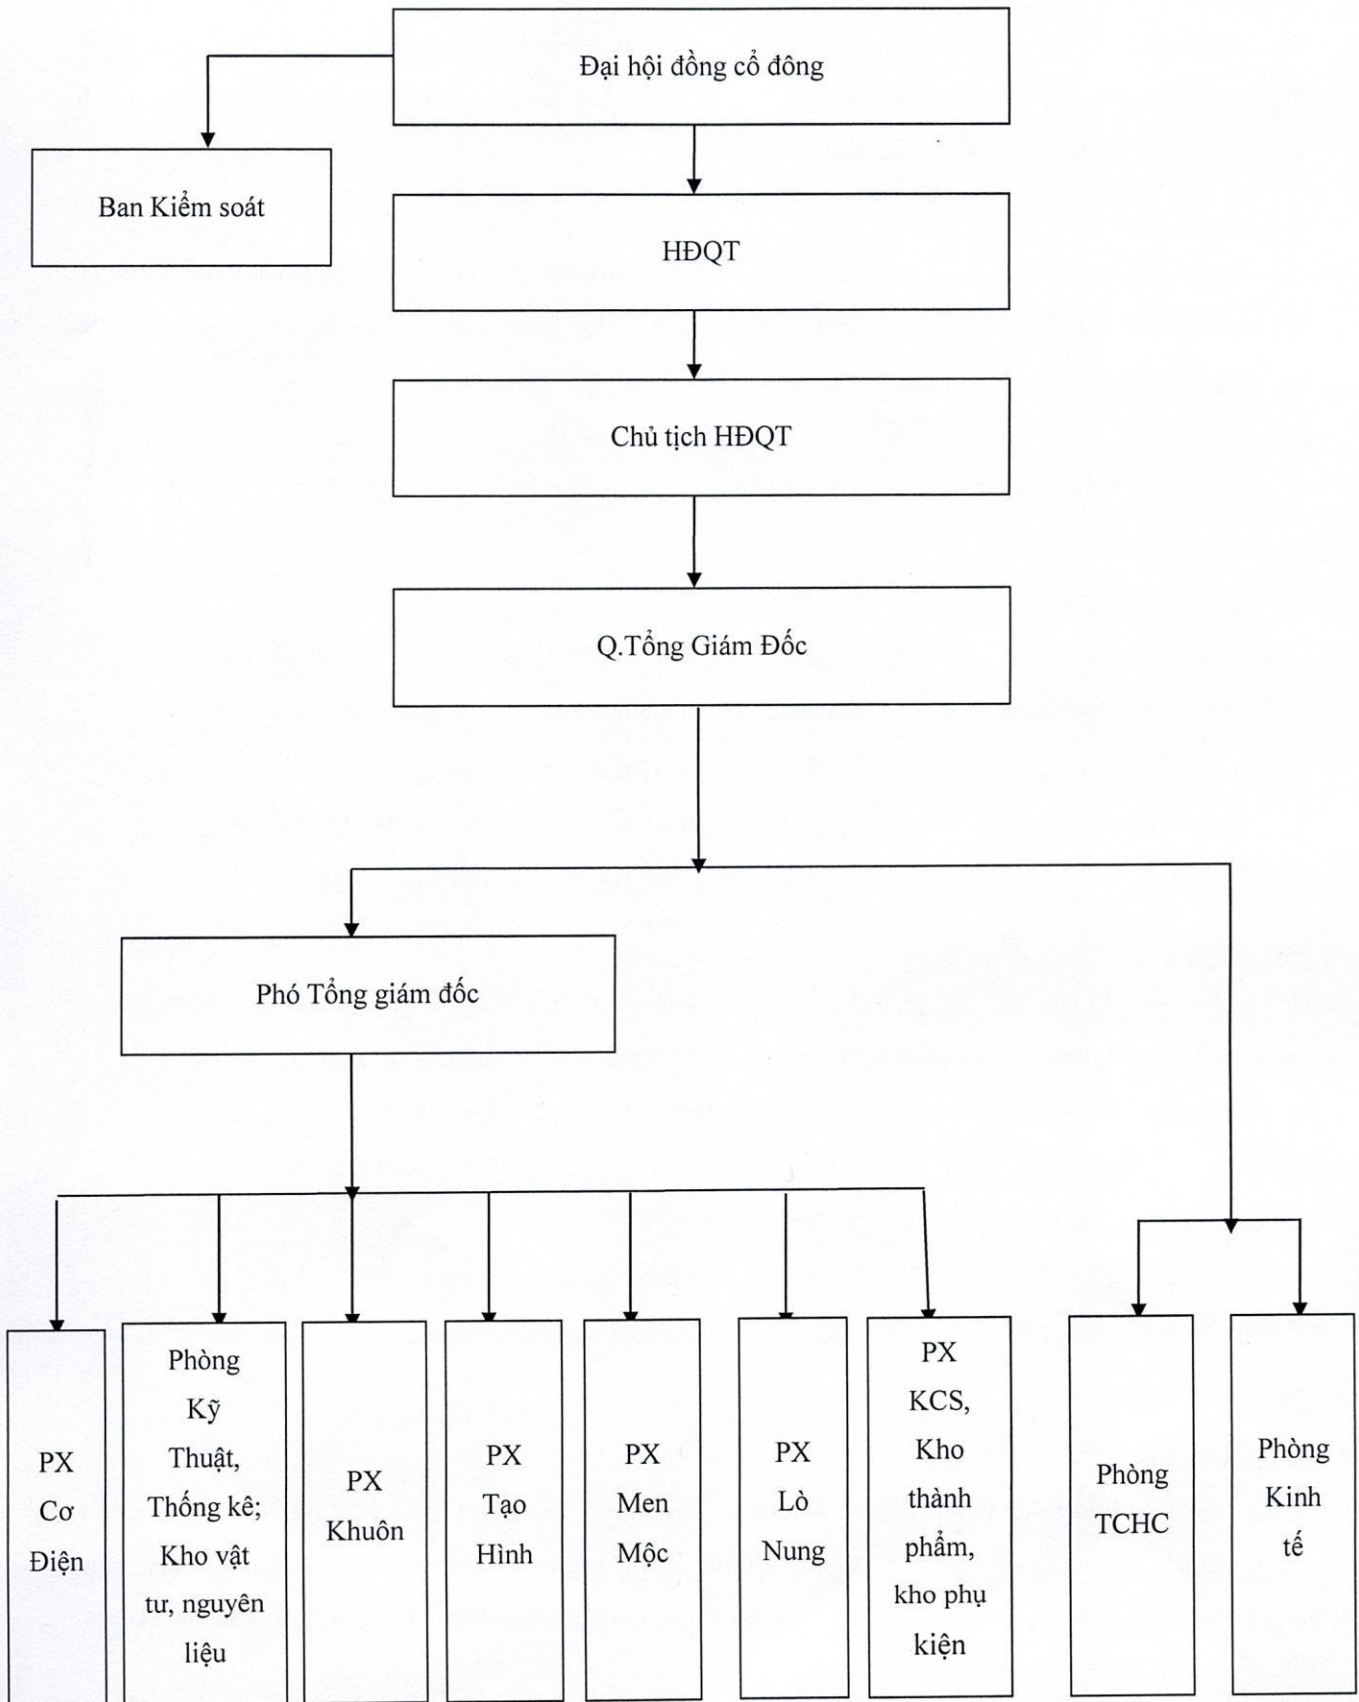 Đại hội đồng cổ đông
Ban Kiểm soát
HĐQT
Chủ tịch HĐQT
Q.Tổng Giám Đốc
Phó Tổng giám đốc
PX
Cơ
Điện
Phòng
Kỹ
Thuật,
Thống kê;
Kho vật
tư, nguyên
liệu
PX
Khuôn
PX
Tạo
Hình
PX
Men
Mộc
PX
Lò
Nung
PX
KCS,
Kho
thành
phẩm,
kho phụ
kiện
Phòng
TCHC
Phòng
Kinh
tế